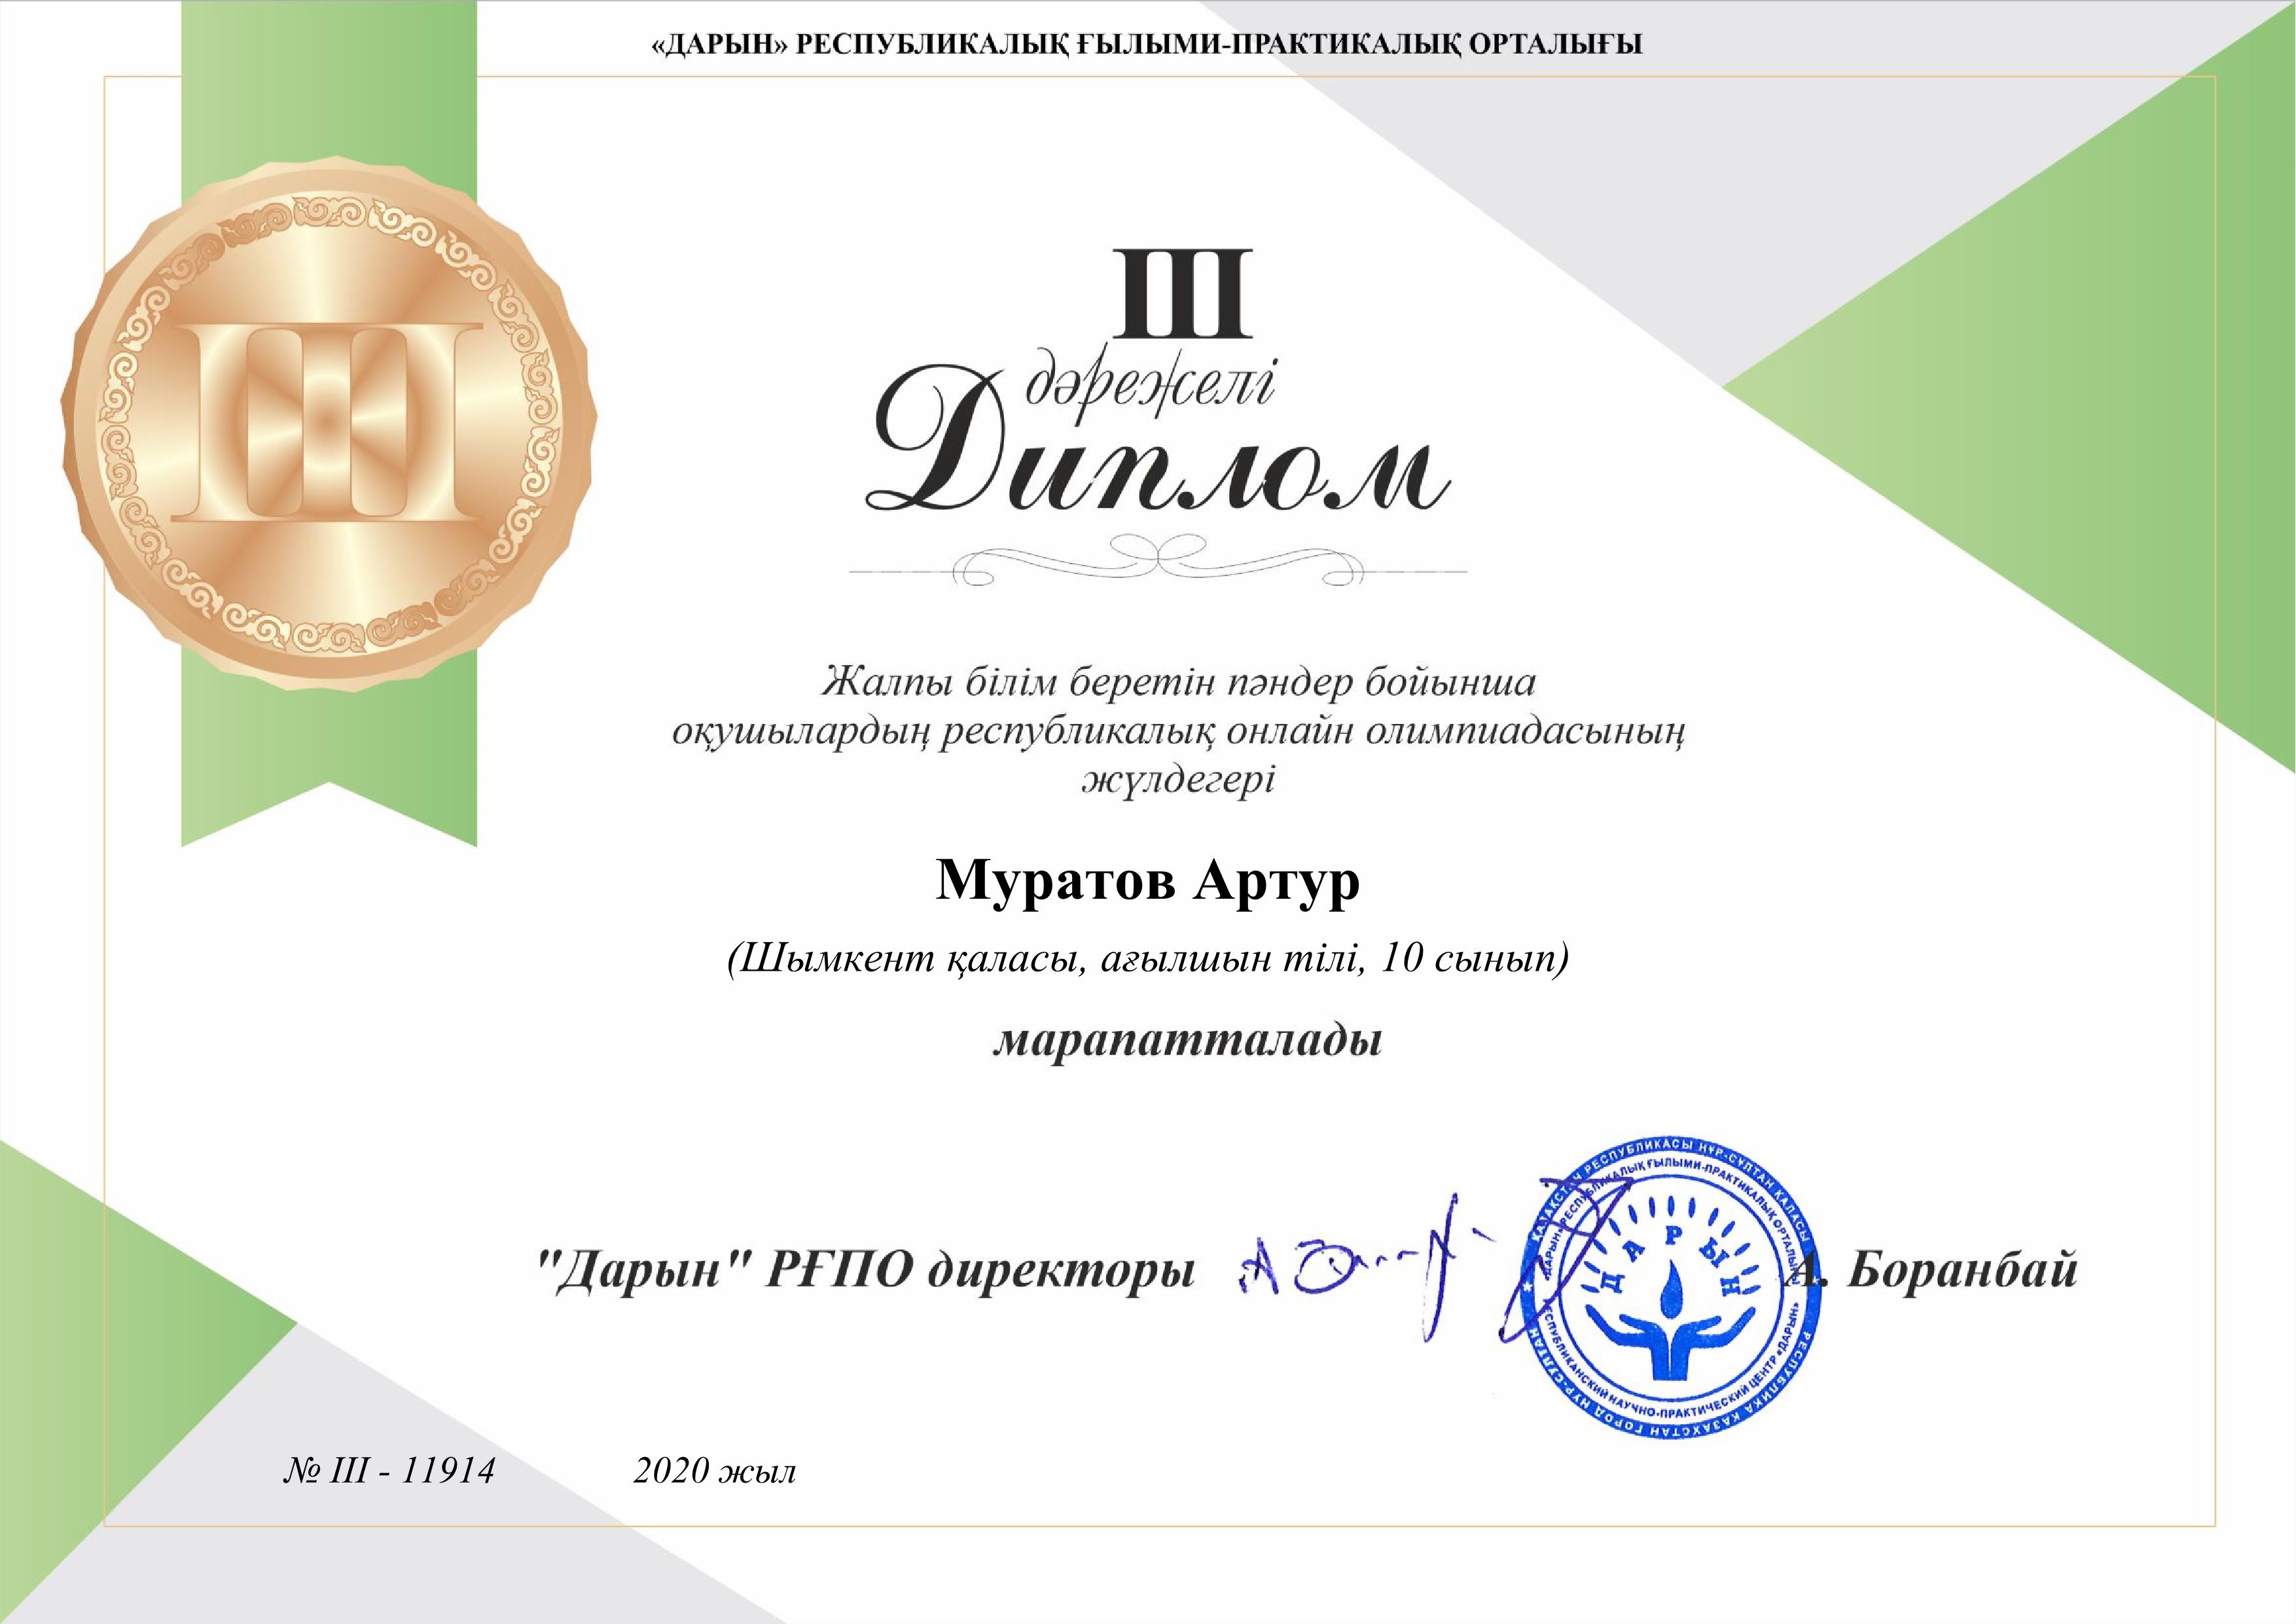 «ДАРЫН» РЕСПУБЛИКАЛЫҚ ҒЫЛЫМИ-ПРАКТИКАЛЫҚ ОРТАЛЫҒЫ
III
III
дәрежелі
Диплом
Жалпы білім беретін пәндер бойынша
оқушылардың республикалық онлайн олимпиадасының
жүлдегері
Муратов Артур
(Шымкент қаласы, ағылшын тілі, 10 сынып)
марапатталады
"Дарын" РҒПО директоры
А. Боранбай
ҚАЗАҚСТАН РЕСПУБЛИКАСЫ НҰР-СҰЛТАН ҚАЛАСЫ
РЕСПУБЛИКА КАЗАХСТАН ГОРОД НУР-СУЛТАН
«ДАРЫН» РЕСПУБЛИКАЛЫҚ ҒЫЛЫМИ-ПРАКТИКАЛЫҚ ОРТАЛЫҒЫ
РЕСПУБЛИКАНСКИЙ НАУЧНО-ПРАКТИЧЕСКИЙ ЦЕНТР «ДАРЫН»
ДАРЫН
№ III - 11914 2020 жыл